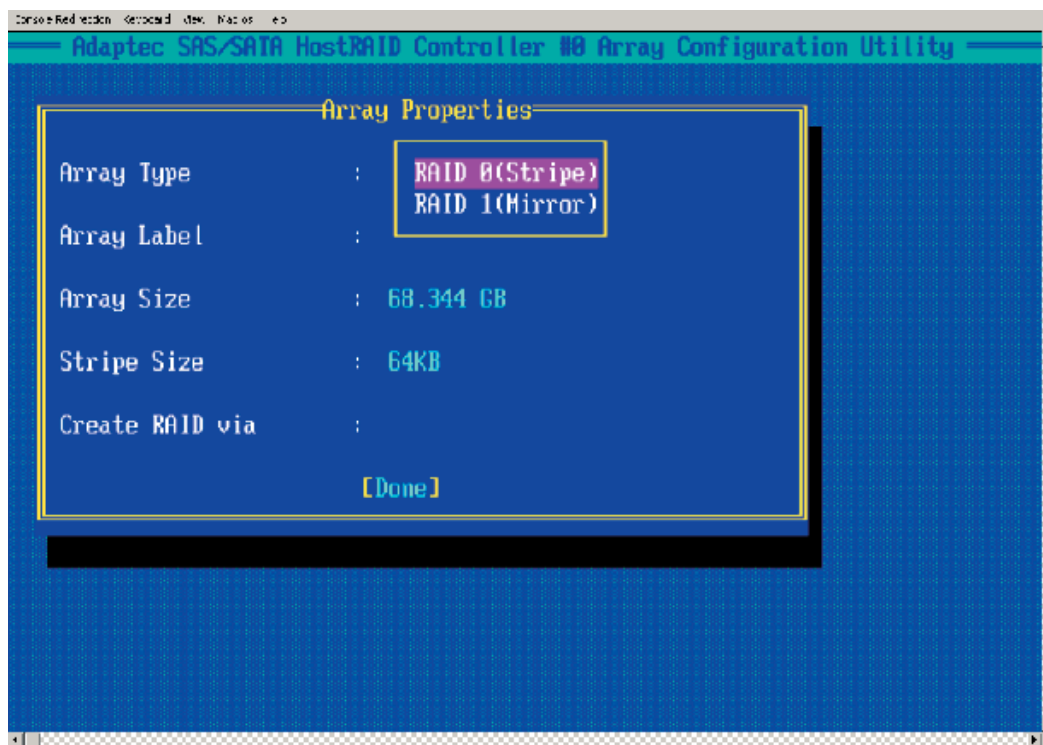 Adaptec SAS/SATA HostRAID Controller #0 Array Configuration Utility
Array Properties
Array Type : RAID 0(Stripe)
RAID 1(Mirror)
Array Label :
Array Size : 68.344 GB
Stripe Size : 64KB
Create RAID via :
[Done]